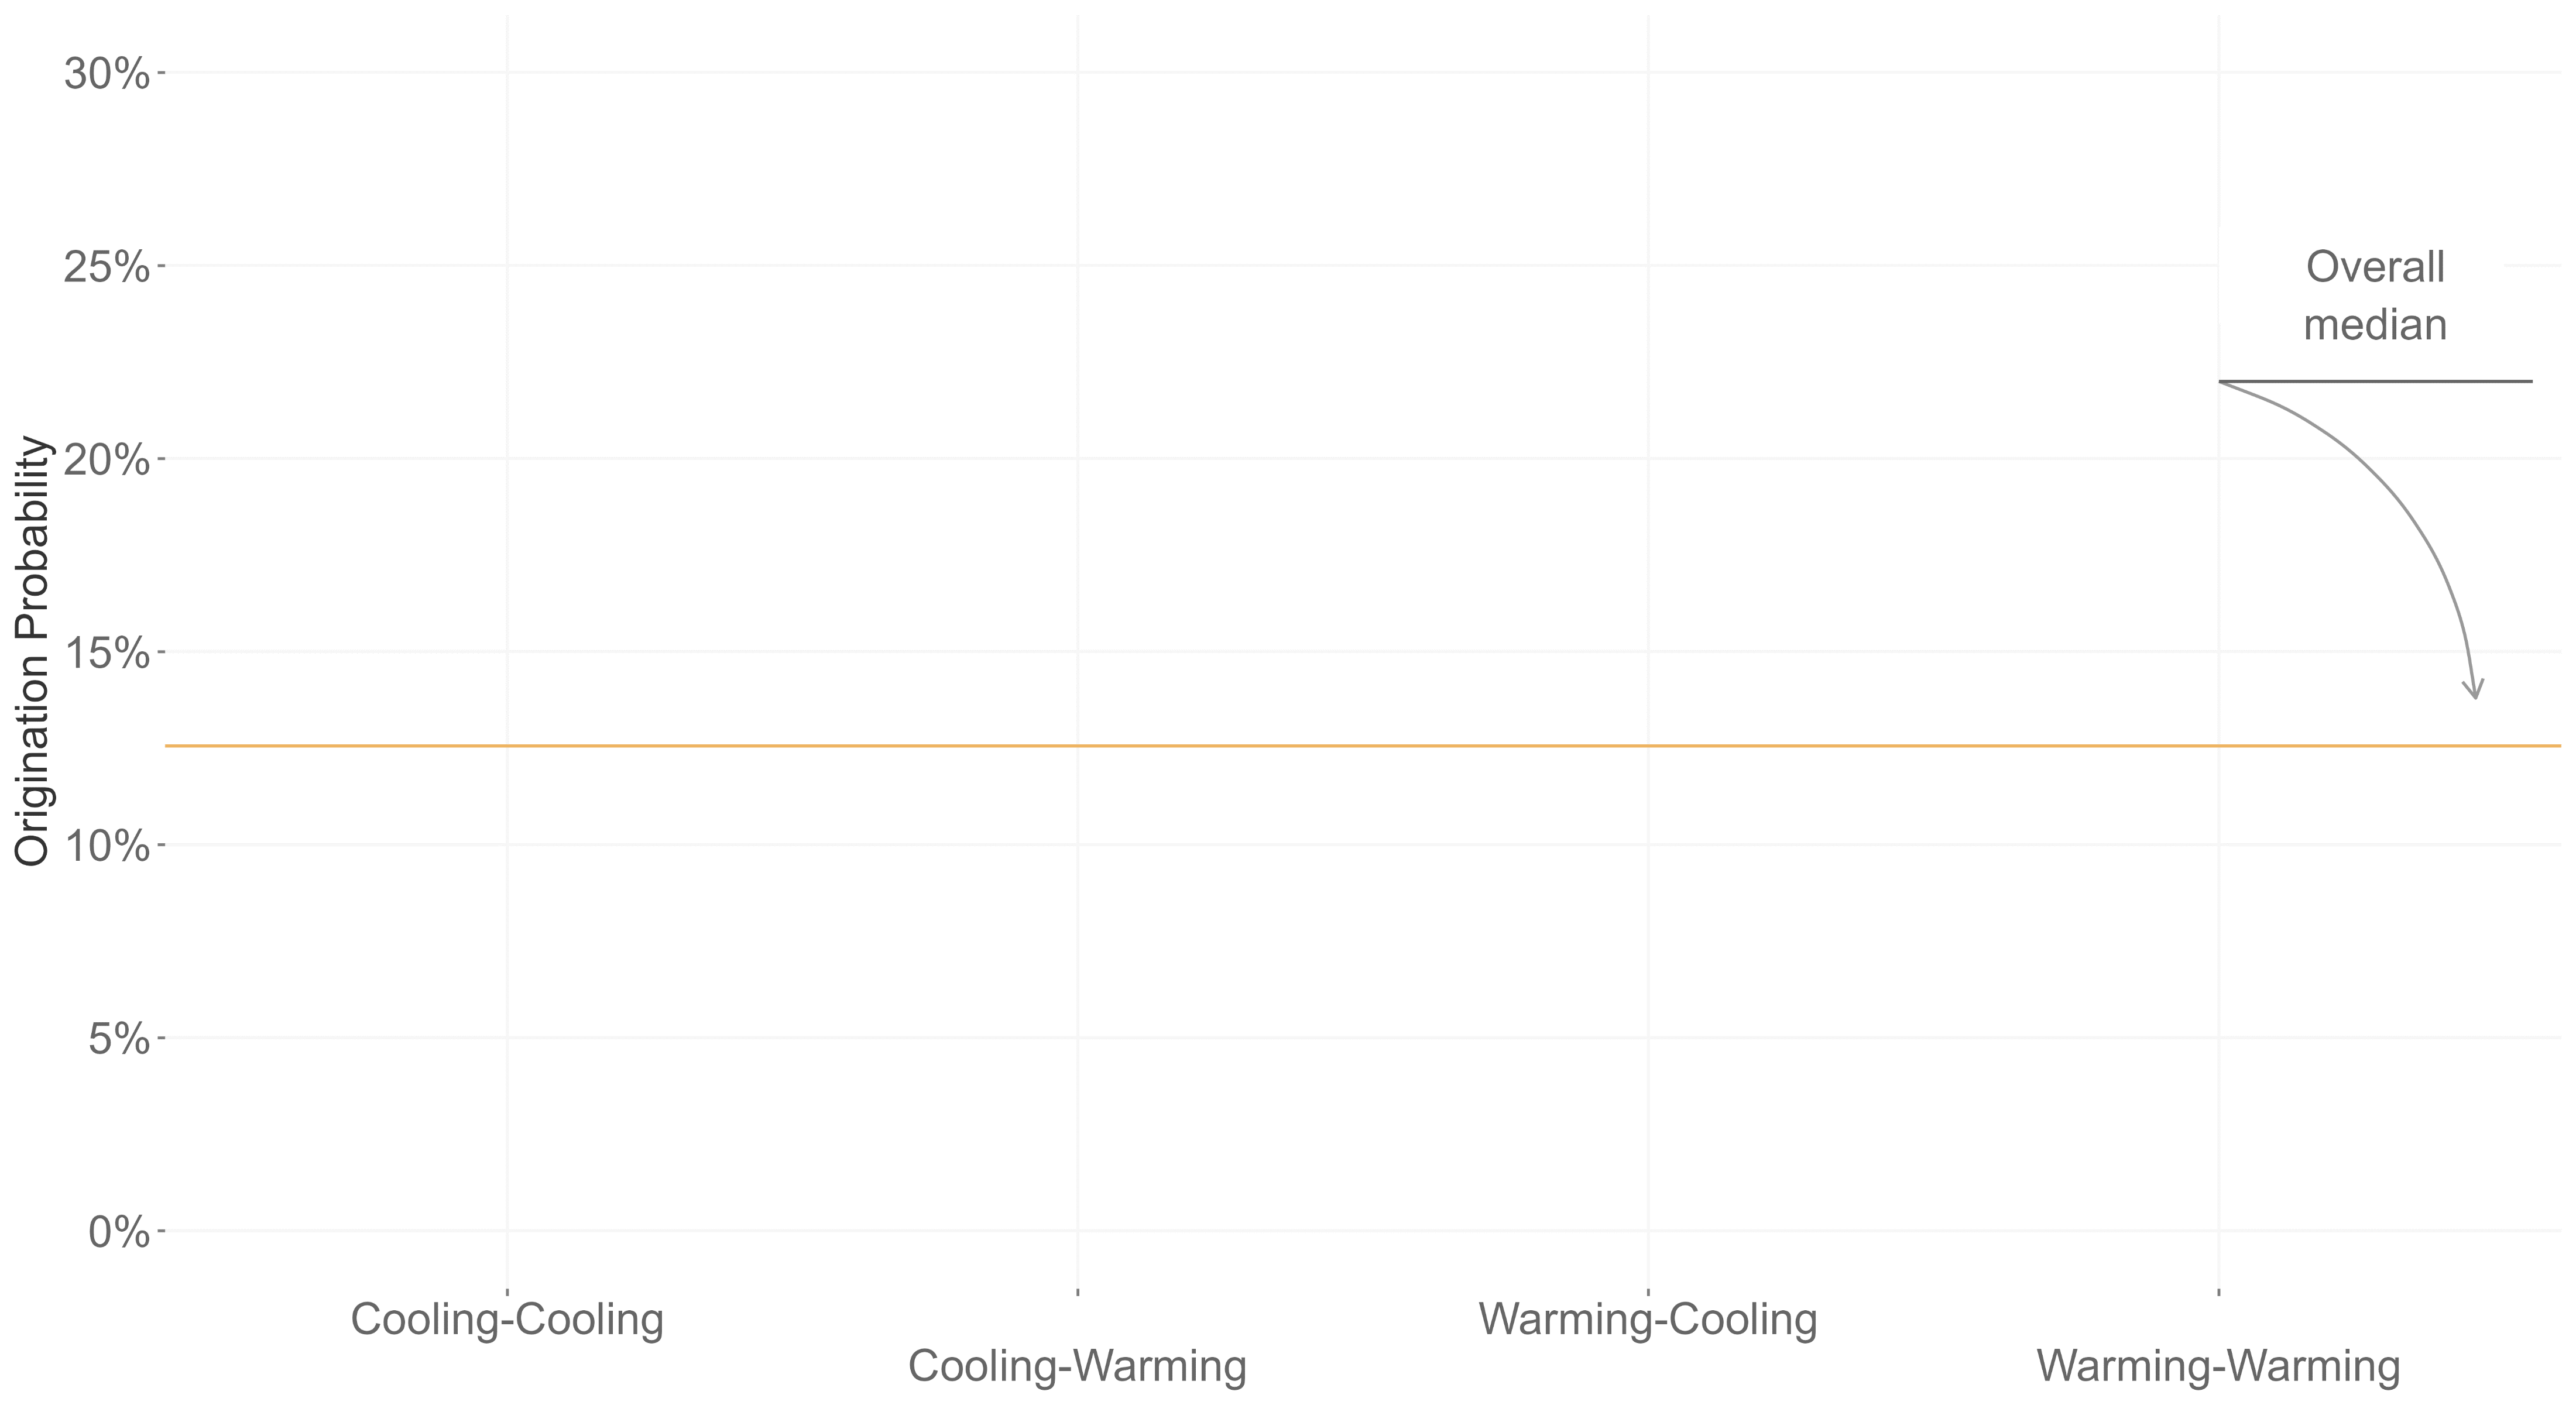 Origination Probability
30%
25%
20%
15%
10%
5%
0%
Overall
median
Cooling-Cooling
Cooling-Warming
Warming-Cooling
Warming-Warming